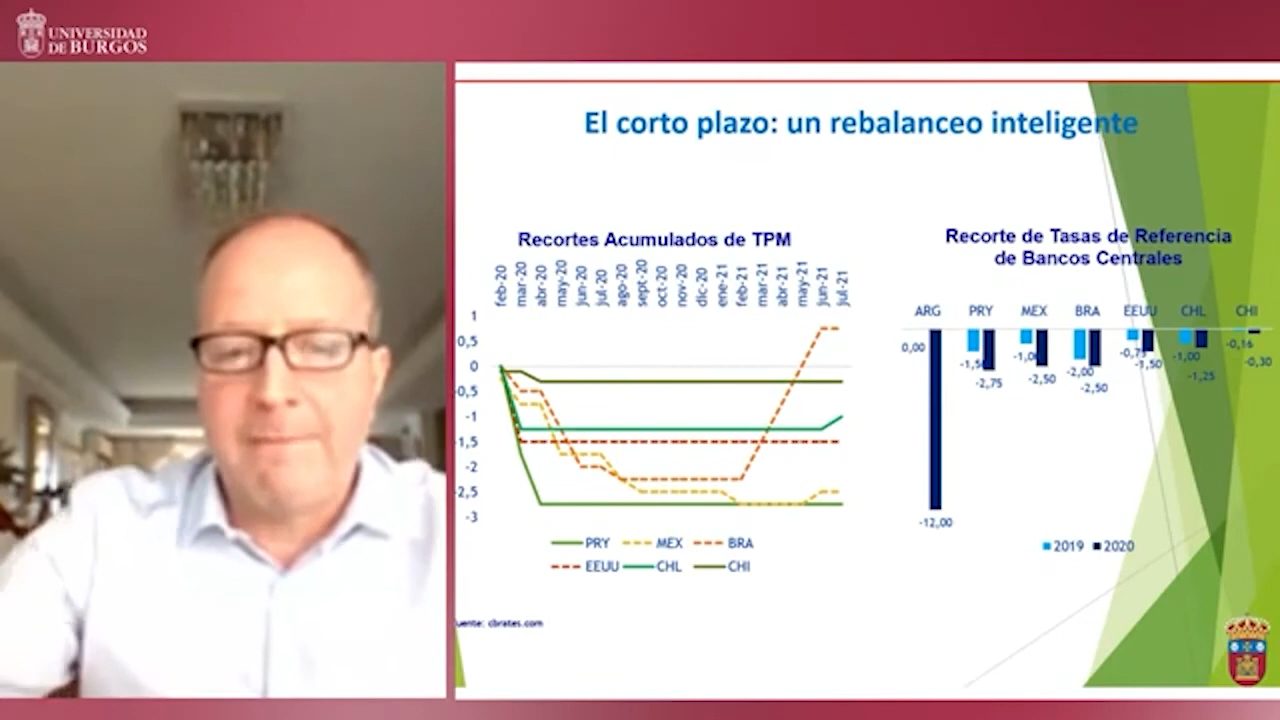 UNIVERSIDAD
DE BURGOS
El corto plazo: un rebalanceo inteligente
Recortes Acumulados de TPM
feb-20
mar-20
abr-20
may-20
jun-20
jul-20
ago-20
sept-20
oct-20
nov-20
dic-20
ene-21
feb-21
mar-21
abr-21
may-21
jun-21
jul-21
1
0,5
0
-0,5
-1
-1,5
-2
-2,5
-3
PRY MEX BRA
EEUU CHL CHI
uente: cbrates.com
Recorte de Tasas de Referencia
de Bancos Centrales
ARG PRY MEX BRA EEUU CHL CHI
0,00
-12,00
-1,50
-2,75
-1,00
-2,50
-2,00
-2,50
-0,75
-1,50
-1,00
-1,25
-0,16
-0,30
2019 2020